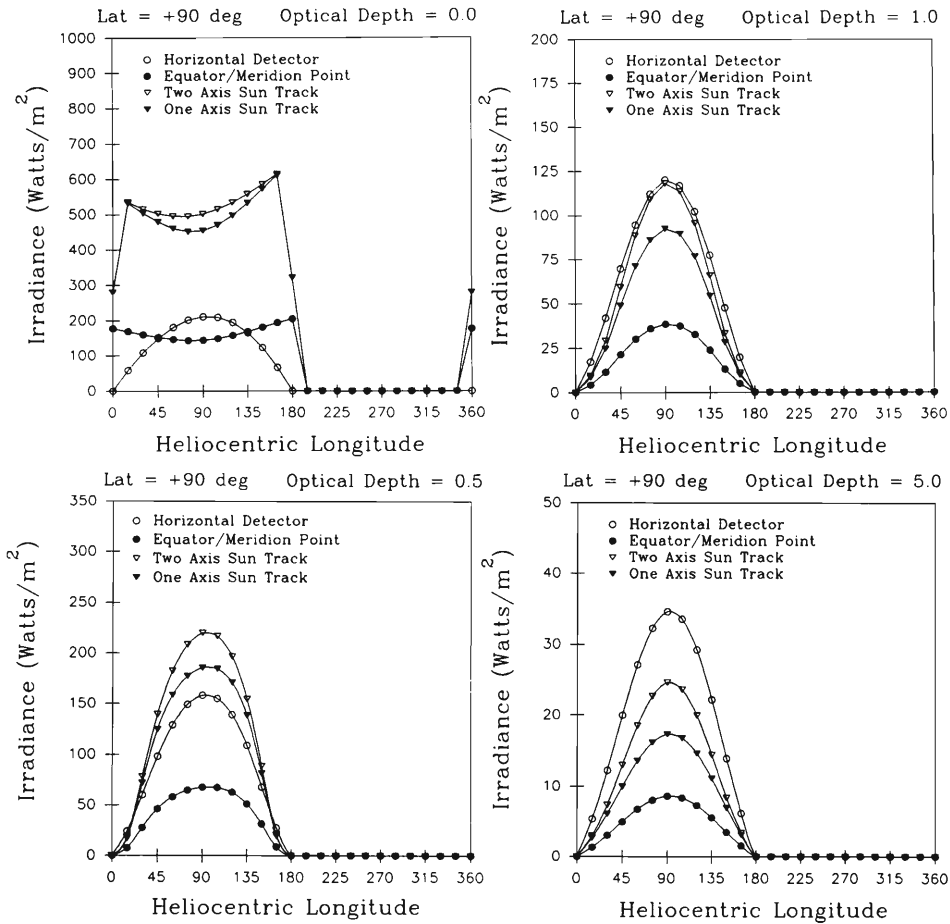 Lat = +90 deg Optical Depth = 0.0
1000
900
800
700
600
500
400
300
200
100
0
Irradiance (Watts/m2)
Horizontal Detector
Equator/Meridion Point
Two Axis Sun Track
One Axis Sun Track
0 45 90 135 180 225 270 315 360
Heliocentric Longitude
Lat = +90 deg Optical Depth = 1.0
200
175
150
125
100
75
50
25
0
Irradiance (Watts/m2)
Horizontal Detector
Equator/Meridion Point
Two Axis Sun Track
One Axis Sun Track
0 45 90 135 180 225 270 315 360
Heliocentric Longitude
Lat = +90 deg Optical Depth = 0.5
350
300
250
200
150
100
50
0
Irradiance (Watts/m2)
Horizontal Detector
Equator/Meridion Point
Two Axis Sun Track
One Axis Sun Track
0 45 90 135 180 225 270 315 360
Heliocentric Longitude
Lat = +90 deg Optical Depth = 5.0
50
40
30
20
10
0
Irradiance (Watts/m2)
Horizontal Detector
Equator/Meridion Point
Two Axis Sun Track
One Axis Sun Track
0 45 90 135 180 225 270 315 360
Heliocentric Longitude